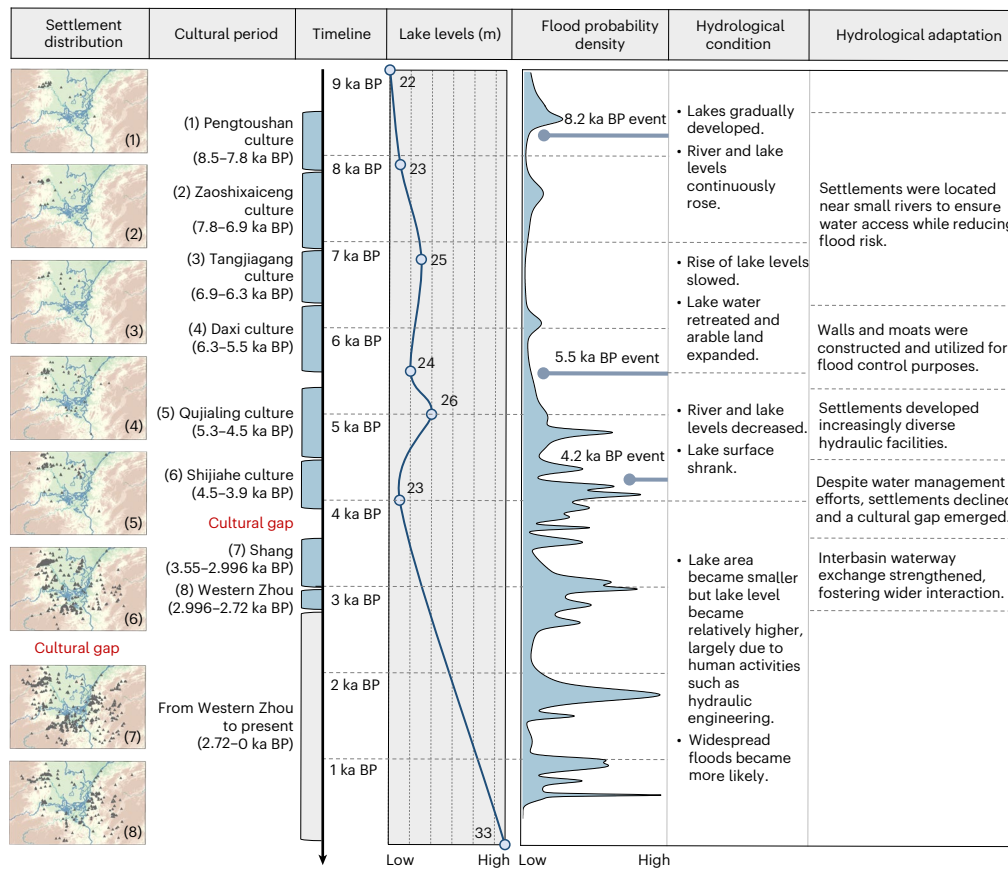 Settlement
distribution
Cultural period
Timeline
Lake levels (m)
Flood probability
density
Hydrological
condition
Hydrological adaptation
(1)
(2)
(3)
(4)
(5)
(6)
Cultural gap
(7)
(8)
(1) Pengtoushan
culture
(8.5–7.8 ka BP)
(2) Zaoshixaiceng
culture
(7.8–6.9 ka BP)
(3) Tangjiagang
culture
(6.9–6.3 ka BP)
(4) Daxi culture
(6.3–5.5 ka BP)
(5) Qujialing culture
(5.3–4.5 ka BP)
(6) Shijiahe culture
(4.5–3.9 ka BP)
Cultural gap
(7) Shang
(3.55–2.996 ka BP)
(8) Western Zhou
(2.996–2.72 ka BP)
From Western Zhou
to present
(2.72–0 ka BP)
9 ka BP
8 ka BP
7 ka BP
6 ka BP
5 ka BP
4 ka BP
3 ka BP
2 ka BP
1 ka BP
22
23
25
24
26
23
33
Low
High
8.2 ka BP event
5.5 ka BP event
4.2 ka BP event
Low
High
• Lakes gradually
developed.
• River and lake
levels
continuously
rose.
• Rise of lake levels
slowed.
• Lake water
retreated and
arable land
expanded.
• River and lake
levels decreased.
• Lake surface
shrank.
• Lake area
became smaller
but lake level
became
relatively higher,
largely due to
human activities
such as
hydraulic
engineering.
• Widespread
floods became
more likely.
Settlements were located
near small rivers to ensure
water access while reducing
flood risk.
Walls and moats were
constructed and utilized for
flood control purposes.
Settlements developed
increasingly diverse
hydraulic facilities.
Despite water management
efforts, settlements declined
and a cultural gap emerged.
Interbasin waterway
exchange strengthened,
fostering wider interaction.